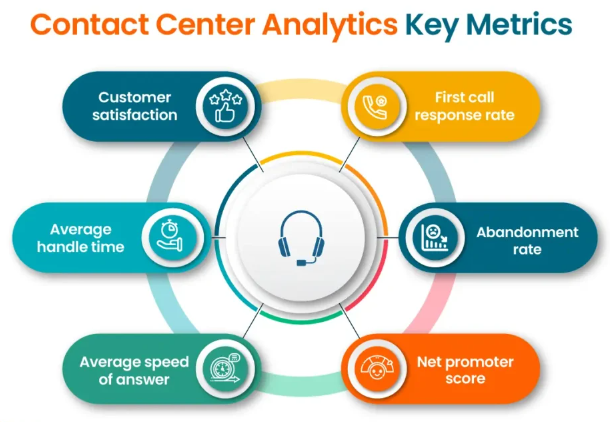 Contact Center Analytics Key Metrics
Customer
satisfaction
First call
response rate
Average
handle time
Abandonment
rate
Average speed
of answer
Net promoter
score